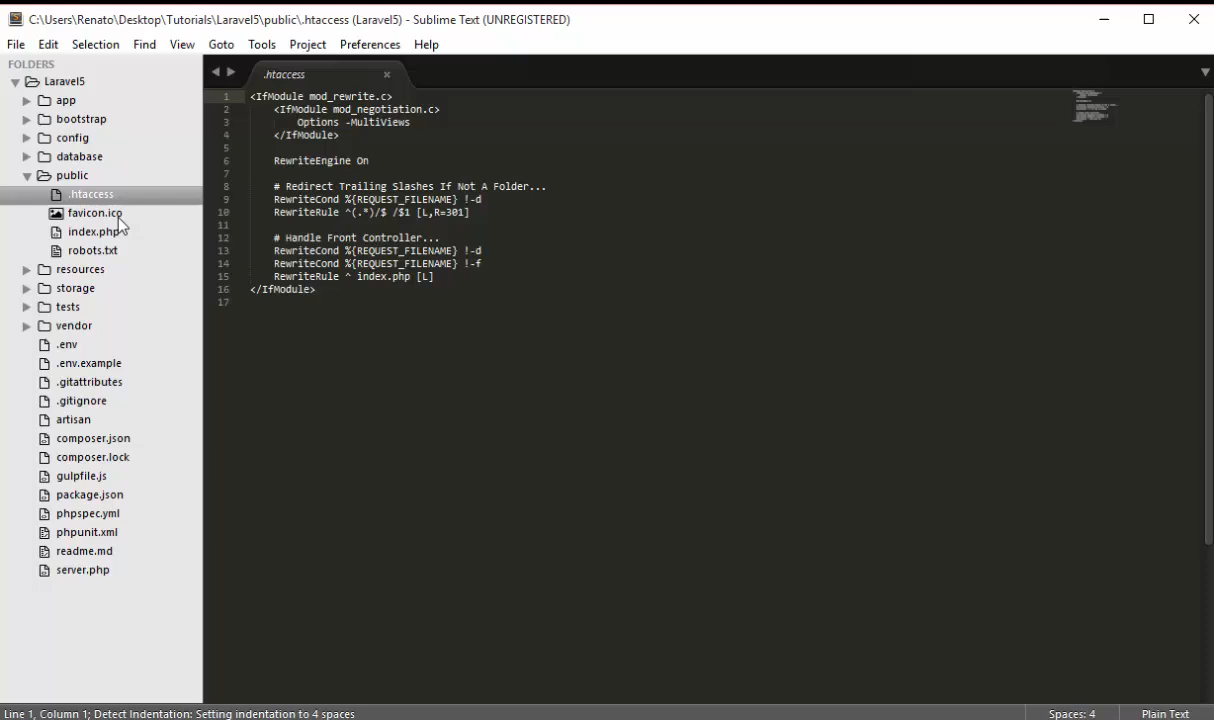 C:\Users\Renato\Desktop\Tutorials\Laravel5\public\.htaccess (Laravel5) - Sublime Text (UNREGISTERED)
File Edit Selection Find View Goto Tools Project Preferences Help
FOLDERS
Laravel5
app
bootstrap
config
database
public
.htaccess
favicon.ico
index.php
robots.txt
resources
storage
tests
vendor
.env
.env.example
.gitattributes
.gitignore
artisan
composer.json
composer.lock
gulpfile.js
package.json
phpspec.yml
phpunit.xml
readme.md
server.php
.htaccess
1 <IfModule mod_rewrite.c>
2 <IfModule mod_negotiation.c>
3 Options -MultiViews
4 </IfModule>
5
6 RewriteEngine On
7
8 # Redirect Trailing Slashes If Not A Folder...
9 RewriteCond %{REQUEST_FILENAME} !-d
10 RewriteRule ^(.*)/$ /$1 [L,R=301]
11
12 # Handle Front Controller...
13 RewriteCond %{REQUEST_FILENAME} !-d
14 RewriteCond %{REQUEST_FILENAME} !-f
15 RewriteRule ^ index.php [L]
16 </IfModule>
17
Line 1, Column 1; Detect Indentation: Setting indentation to 4 spaces
Spaces: 4
Plain Text